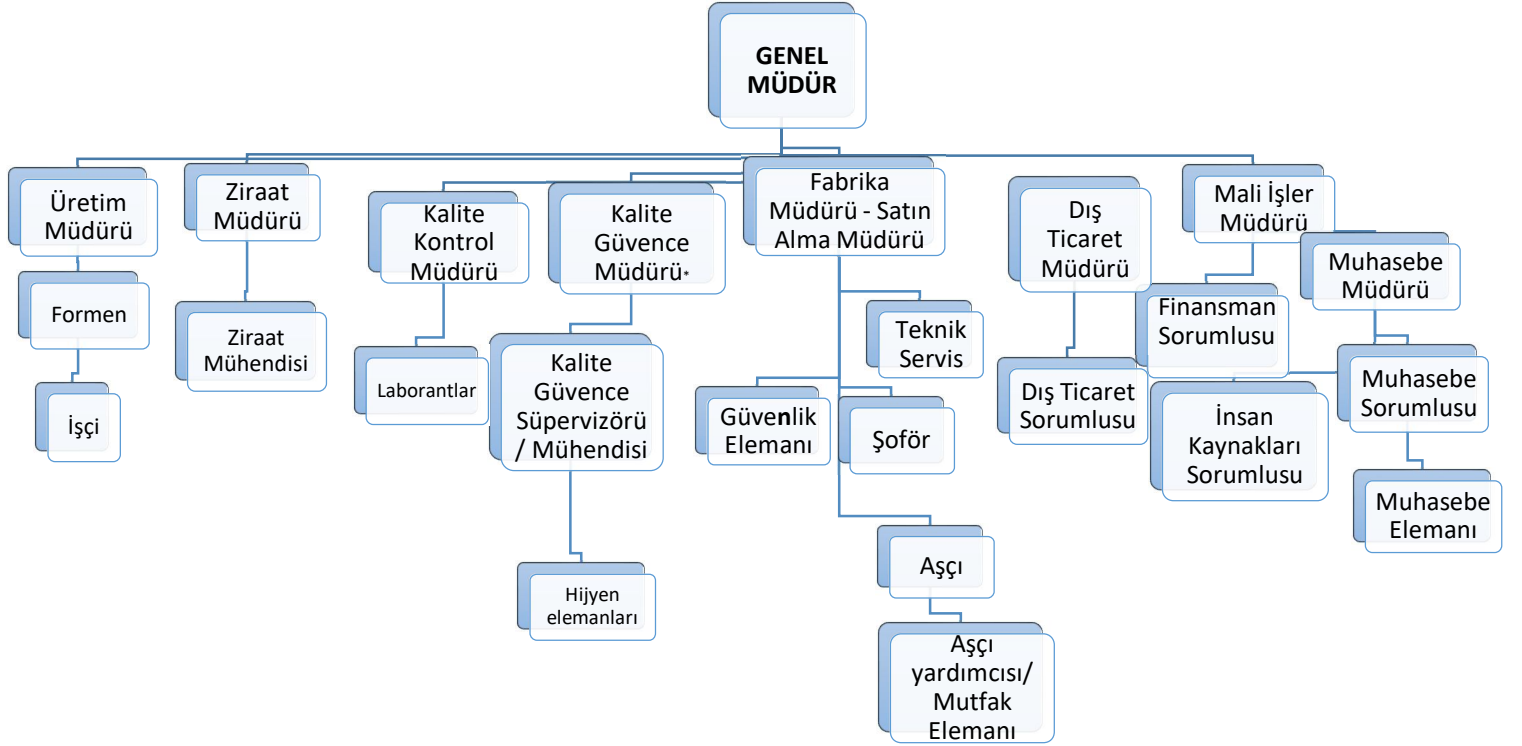 GENEL
MÜDÜR
Üretim
Müdürü
Formen
İşçi
Ziraat
Müdürü
Ziraat
Mühendisi
Kalite
Kontrol
Müdürü
Laborantlar
Kalite
Güvence
Müdürü*
Kalite
Güvence
Süpervizörü
/ Mühendisi
Hijyen
elemanları
Fabrika
Müdürü - Satın
Alma Müdürü
Teknik
Servis
Güvenlik
Elemanı
Şoför
Aşçı
Aşçı
yardımcısı/
Mutfak
Elemanı
Dış
Ticaret
Müdürü
Dış Ticaret
Sorumlusu
Mali İşler
Müdürü
Finansman
Sorumlusu
Muhasebe
Müdürü
Muhasebe
Sorumlusu
İnsan
Kaynakları
Sorumlusu
Muhasebe
Elemanı